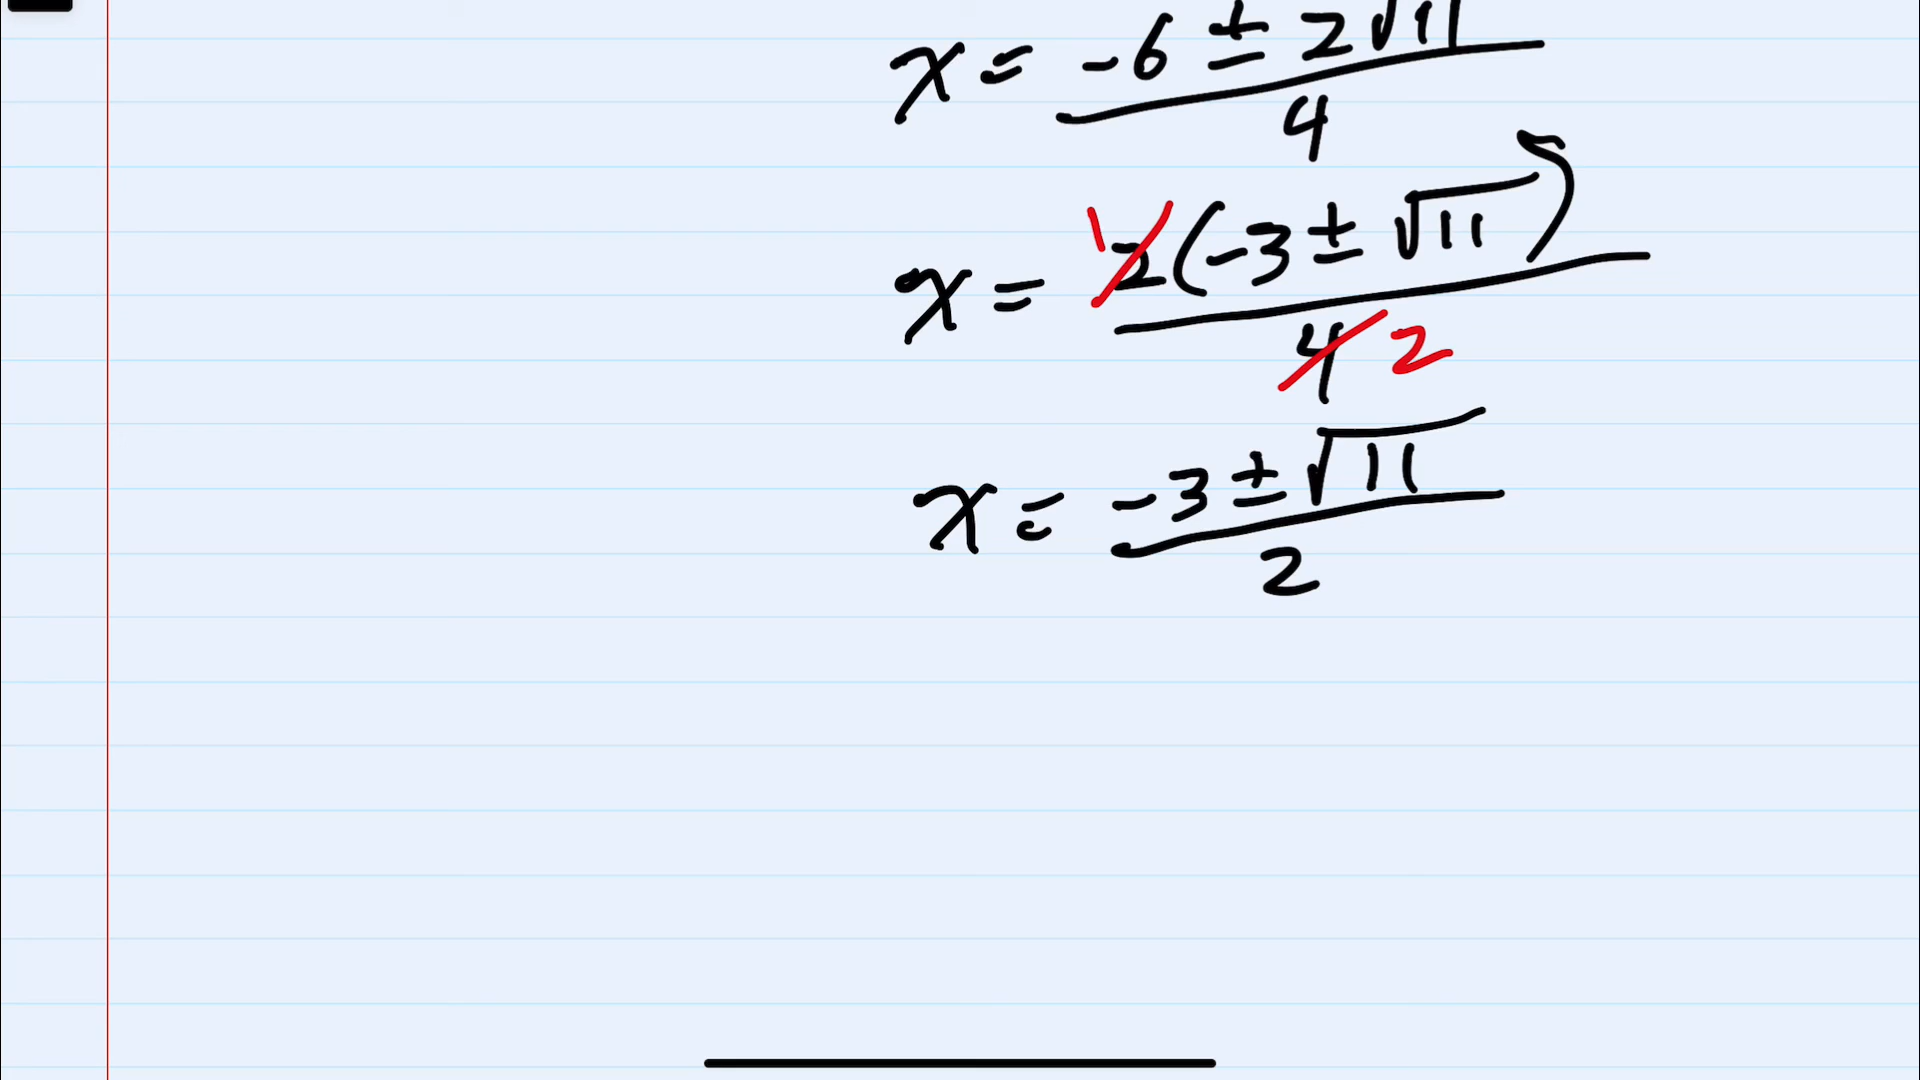 x = (-6 ± 2√11)/4
x = 1 2(-3 ± √11)/4 2
x = (-3 ± √11)/2